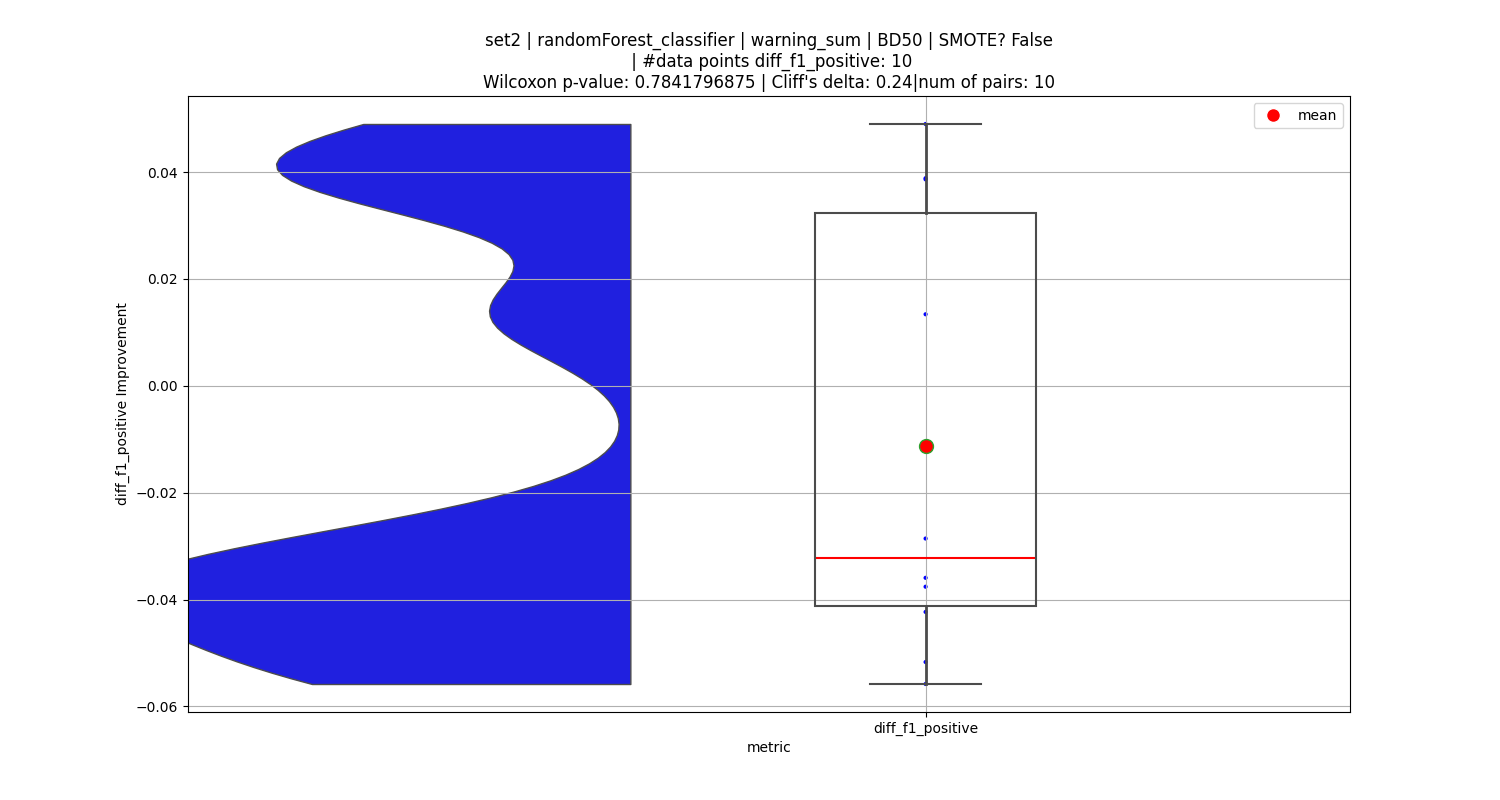 set2 | randomForest_classifier | warning_sum | BD50 | SMOTE? False
| #data points diff_f1_positive: 10
Wilcoxon p-value: 0.7841796875 | Cliff's delta: 0.24|num of pairs: 10
mean
0.04
0.02
0.00
−0.02
−0.04
−0.06
diff_f1_positive Improvement
diff_f1_positive
metric